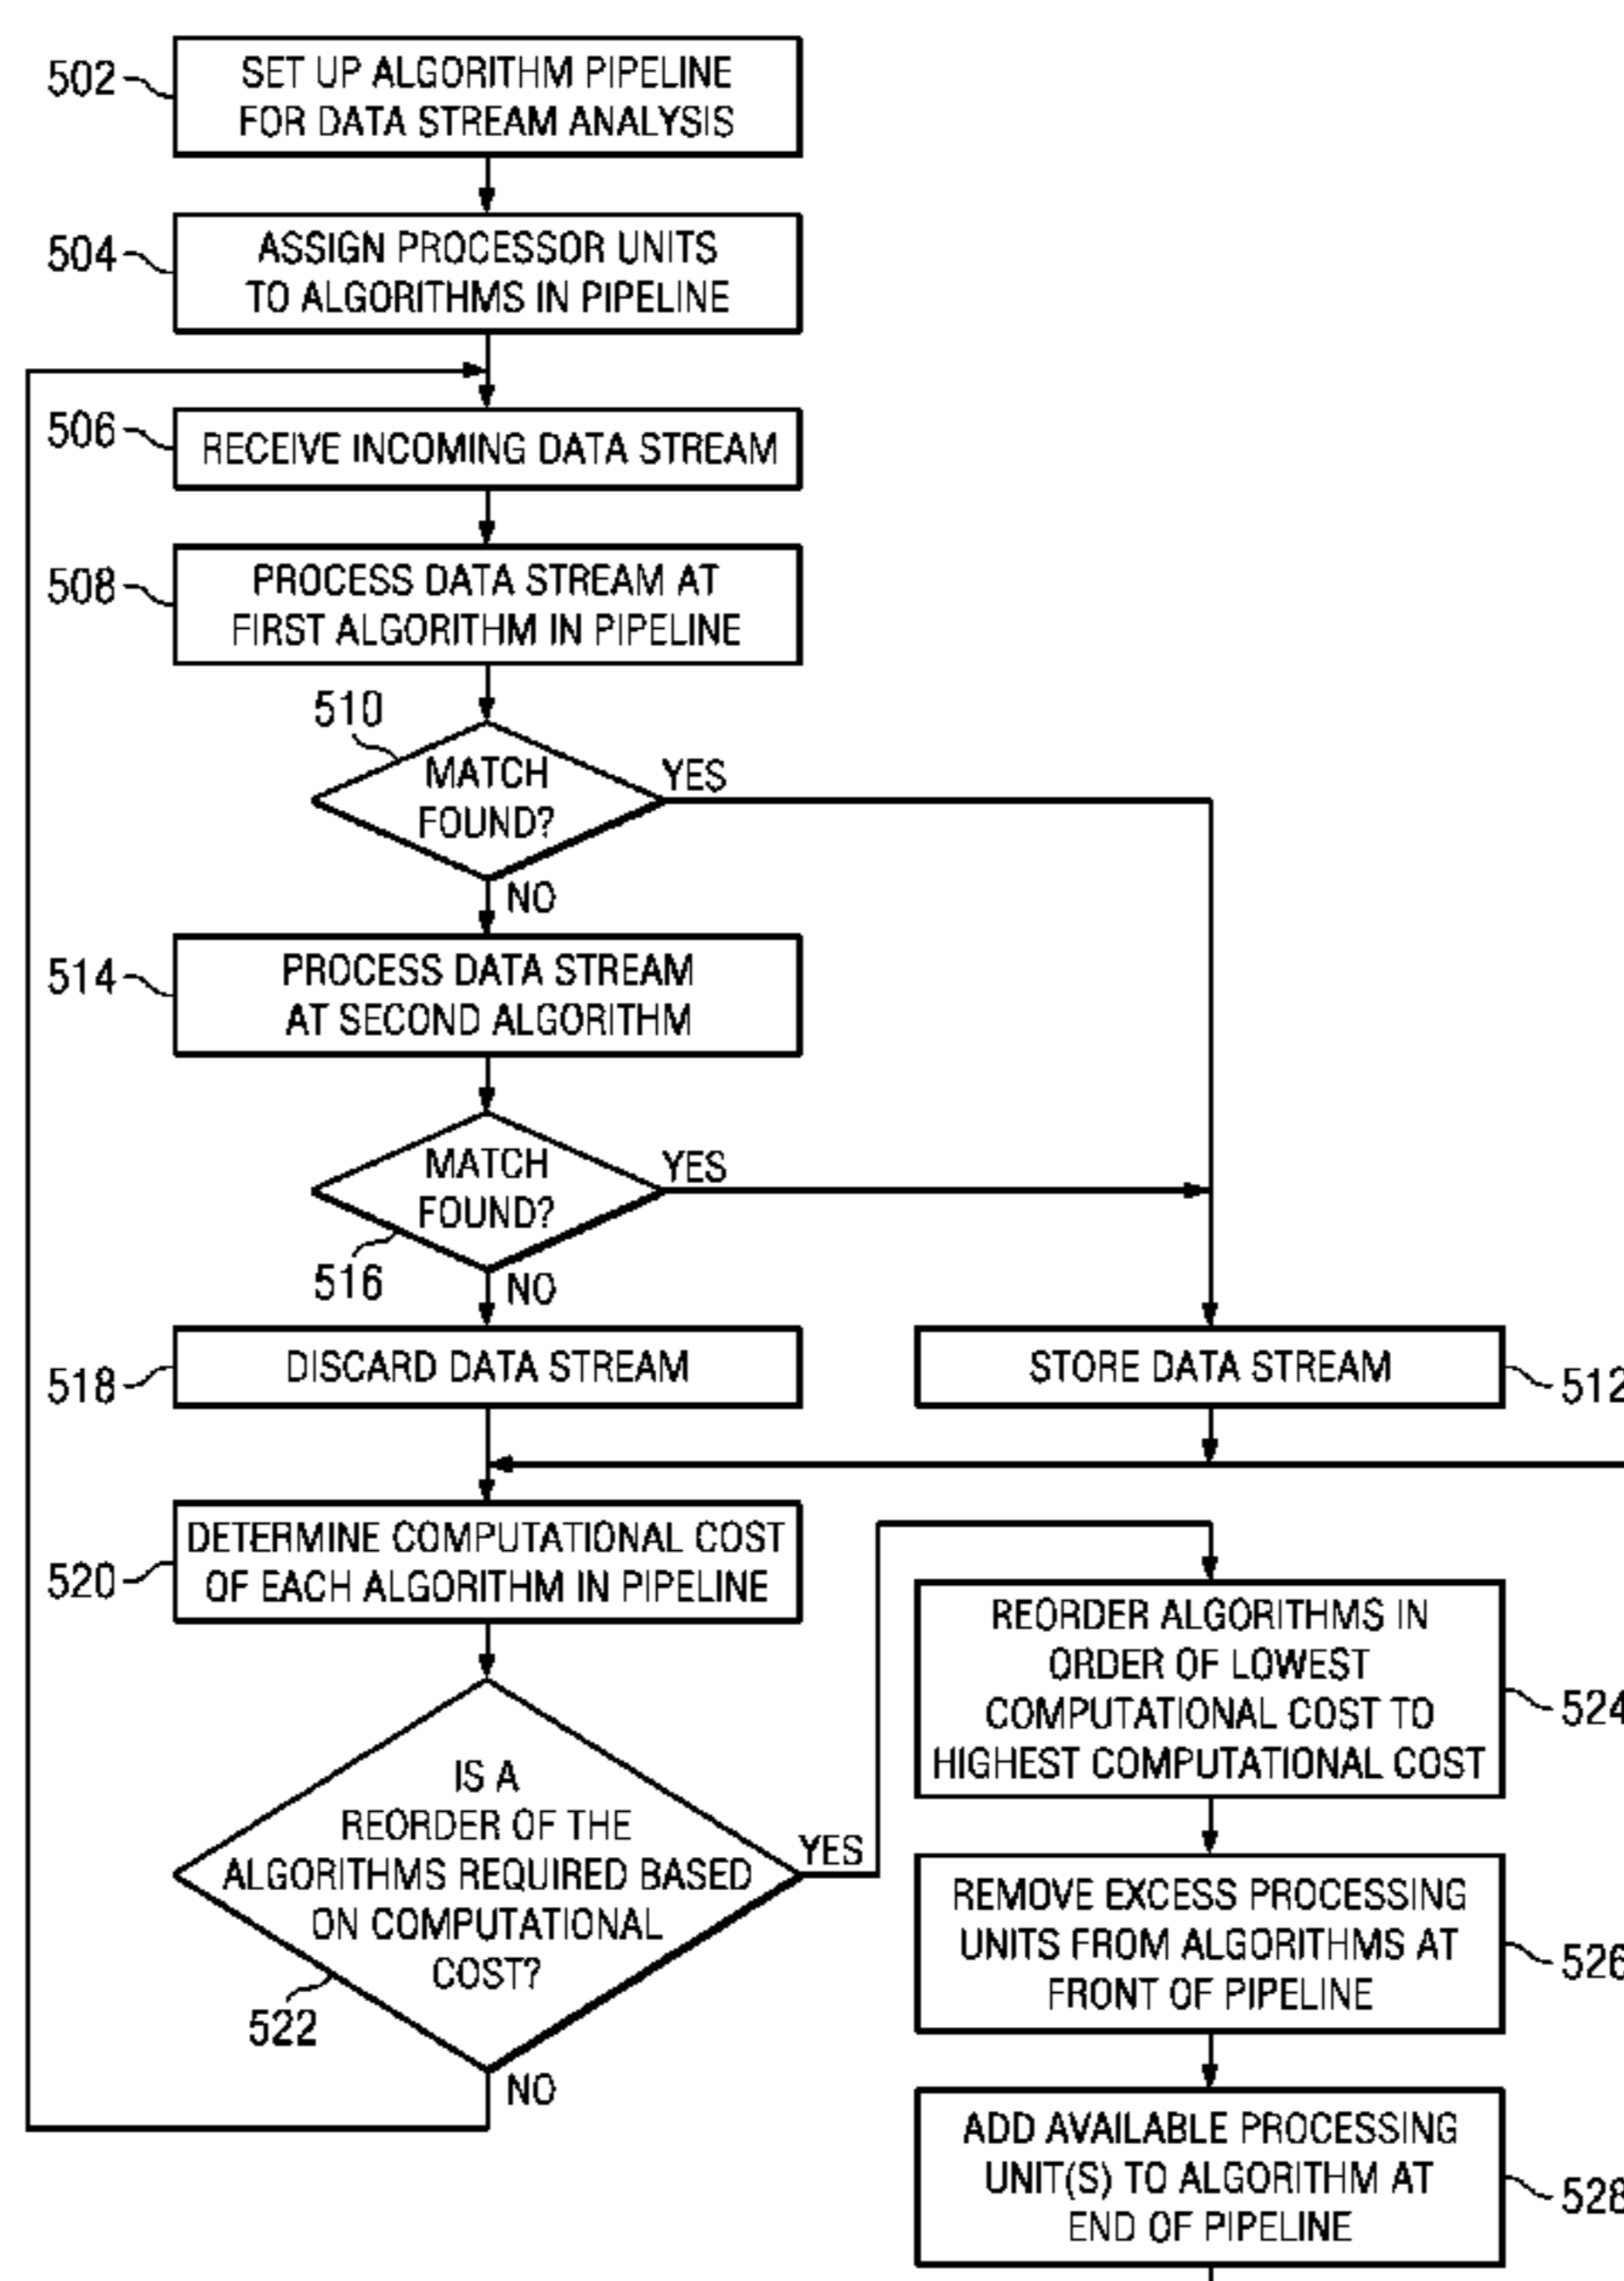 502
SET UP ALGORITHM PIPELINE
FOR DATA STREAM ANALYSIS
504
ASSIGN PROCESSOR UNITS
TO ALGORITHMS IN PIPELINE
506
RECEIVE INCOMING DATA STREAM
508
PROCESS DATA STREAM AT
FIRST ALGORITHM IN PIPELINE
510
MATCH
FOUND?
YES
NO
514
PROCESS DATA STREAM
AT SECOND ALGORITHM
MATCH
FOUND?
YES
516
NO
518
DISCARD DATA STREAM
STORE DATA STREAM
512
520
DETERMINE COMPUTATIONAL COST
OF EACH ALGORITHM IN PIPELINE
IS A
REORDER OF THE
ALGORITHMS REQUIRED BASED
ON COMPUTATIONAL
COST?
YES
522
NO
REORDER ALGORITHMS IN
ORDER OF LOWEST
COMPUTATIONAL COST TO
HIGHEST COMPUTATIONAL COST
524
REMOVE EXCESS PROCESSING
UNITS FROM ALGORITHMS AT
FRONT OF PIPELINE
526
ADD AVAILABLE PROCESSING
UNIT(S) TO ALGORITHM AT
END OF PIPELINE
528